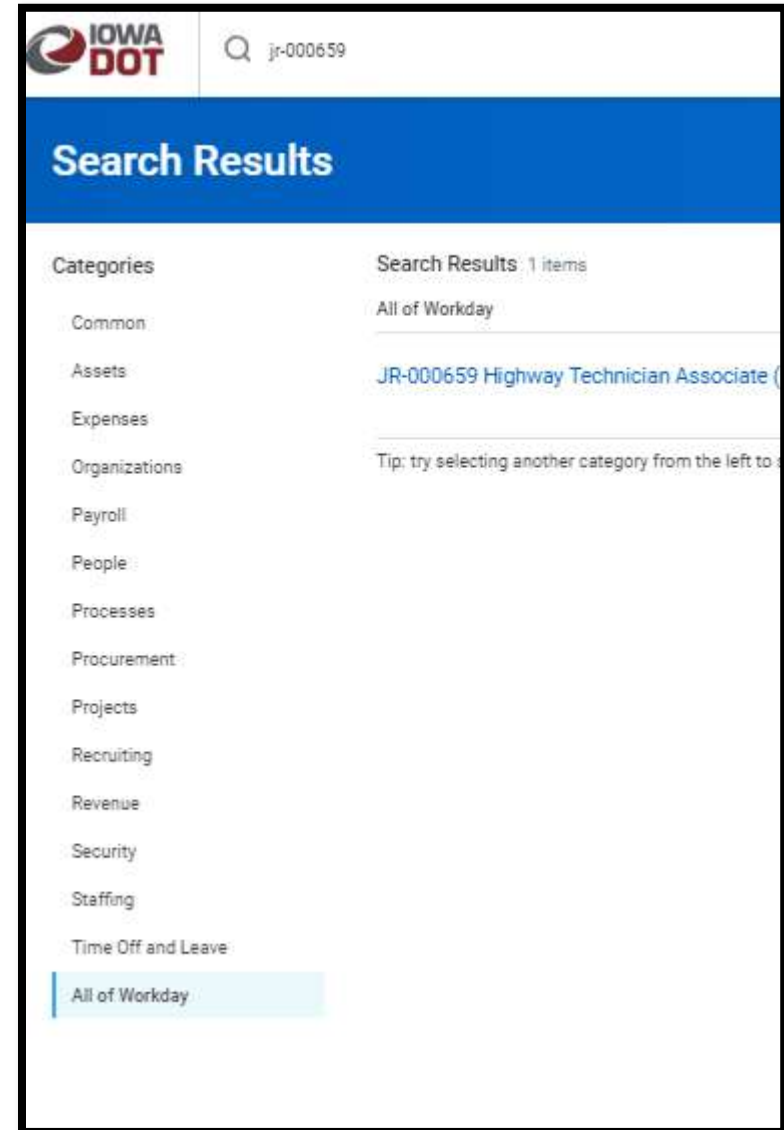 IOWA
DOT
jr-000659
Search Results
Categories
Common
Assets
Expenses
Organizations
Payroll
People
Processes
Procurement
Projects
Recruiting
Revenue
Security
Staffing
Time Off and Leave
All of Workday
Search Results 1 items
All of Workday
JR-000659 Highway Technician Associate (
Tip: try selecting another category from the left to